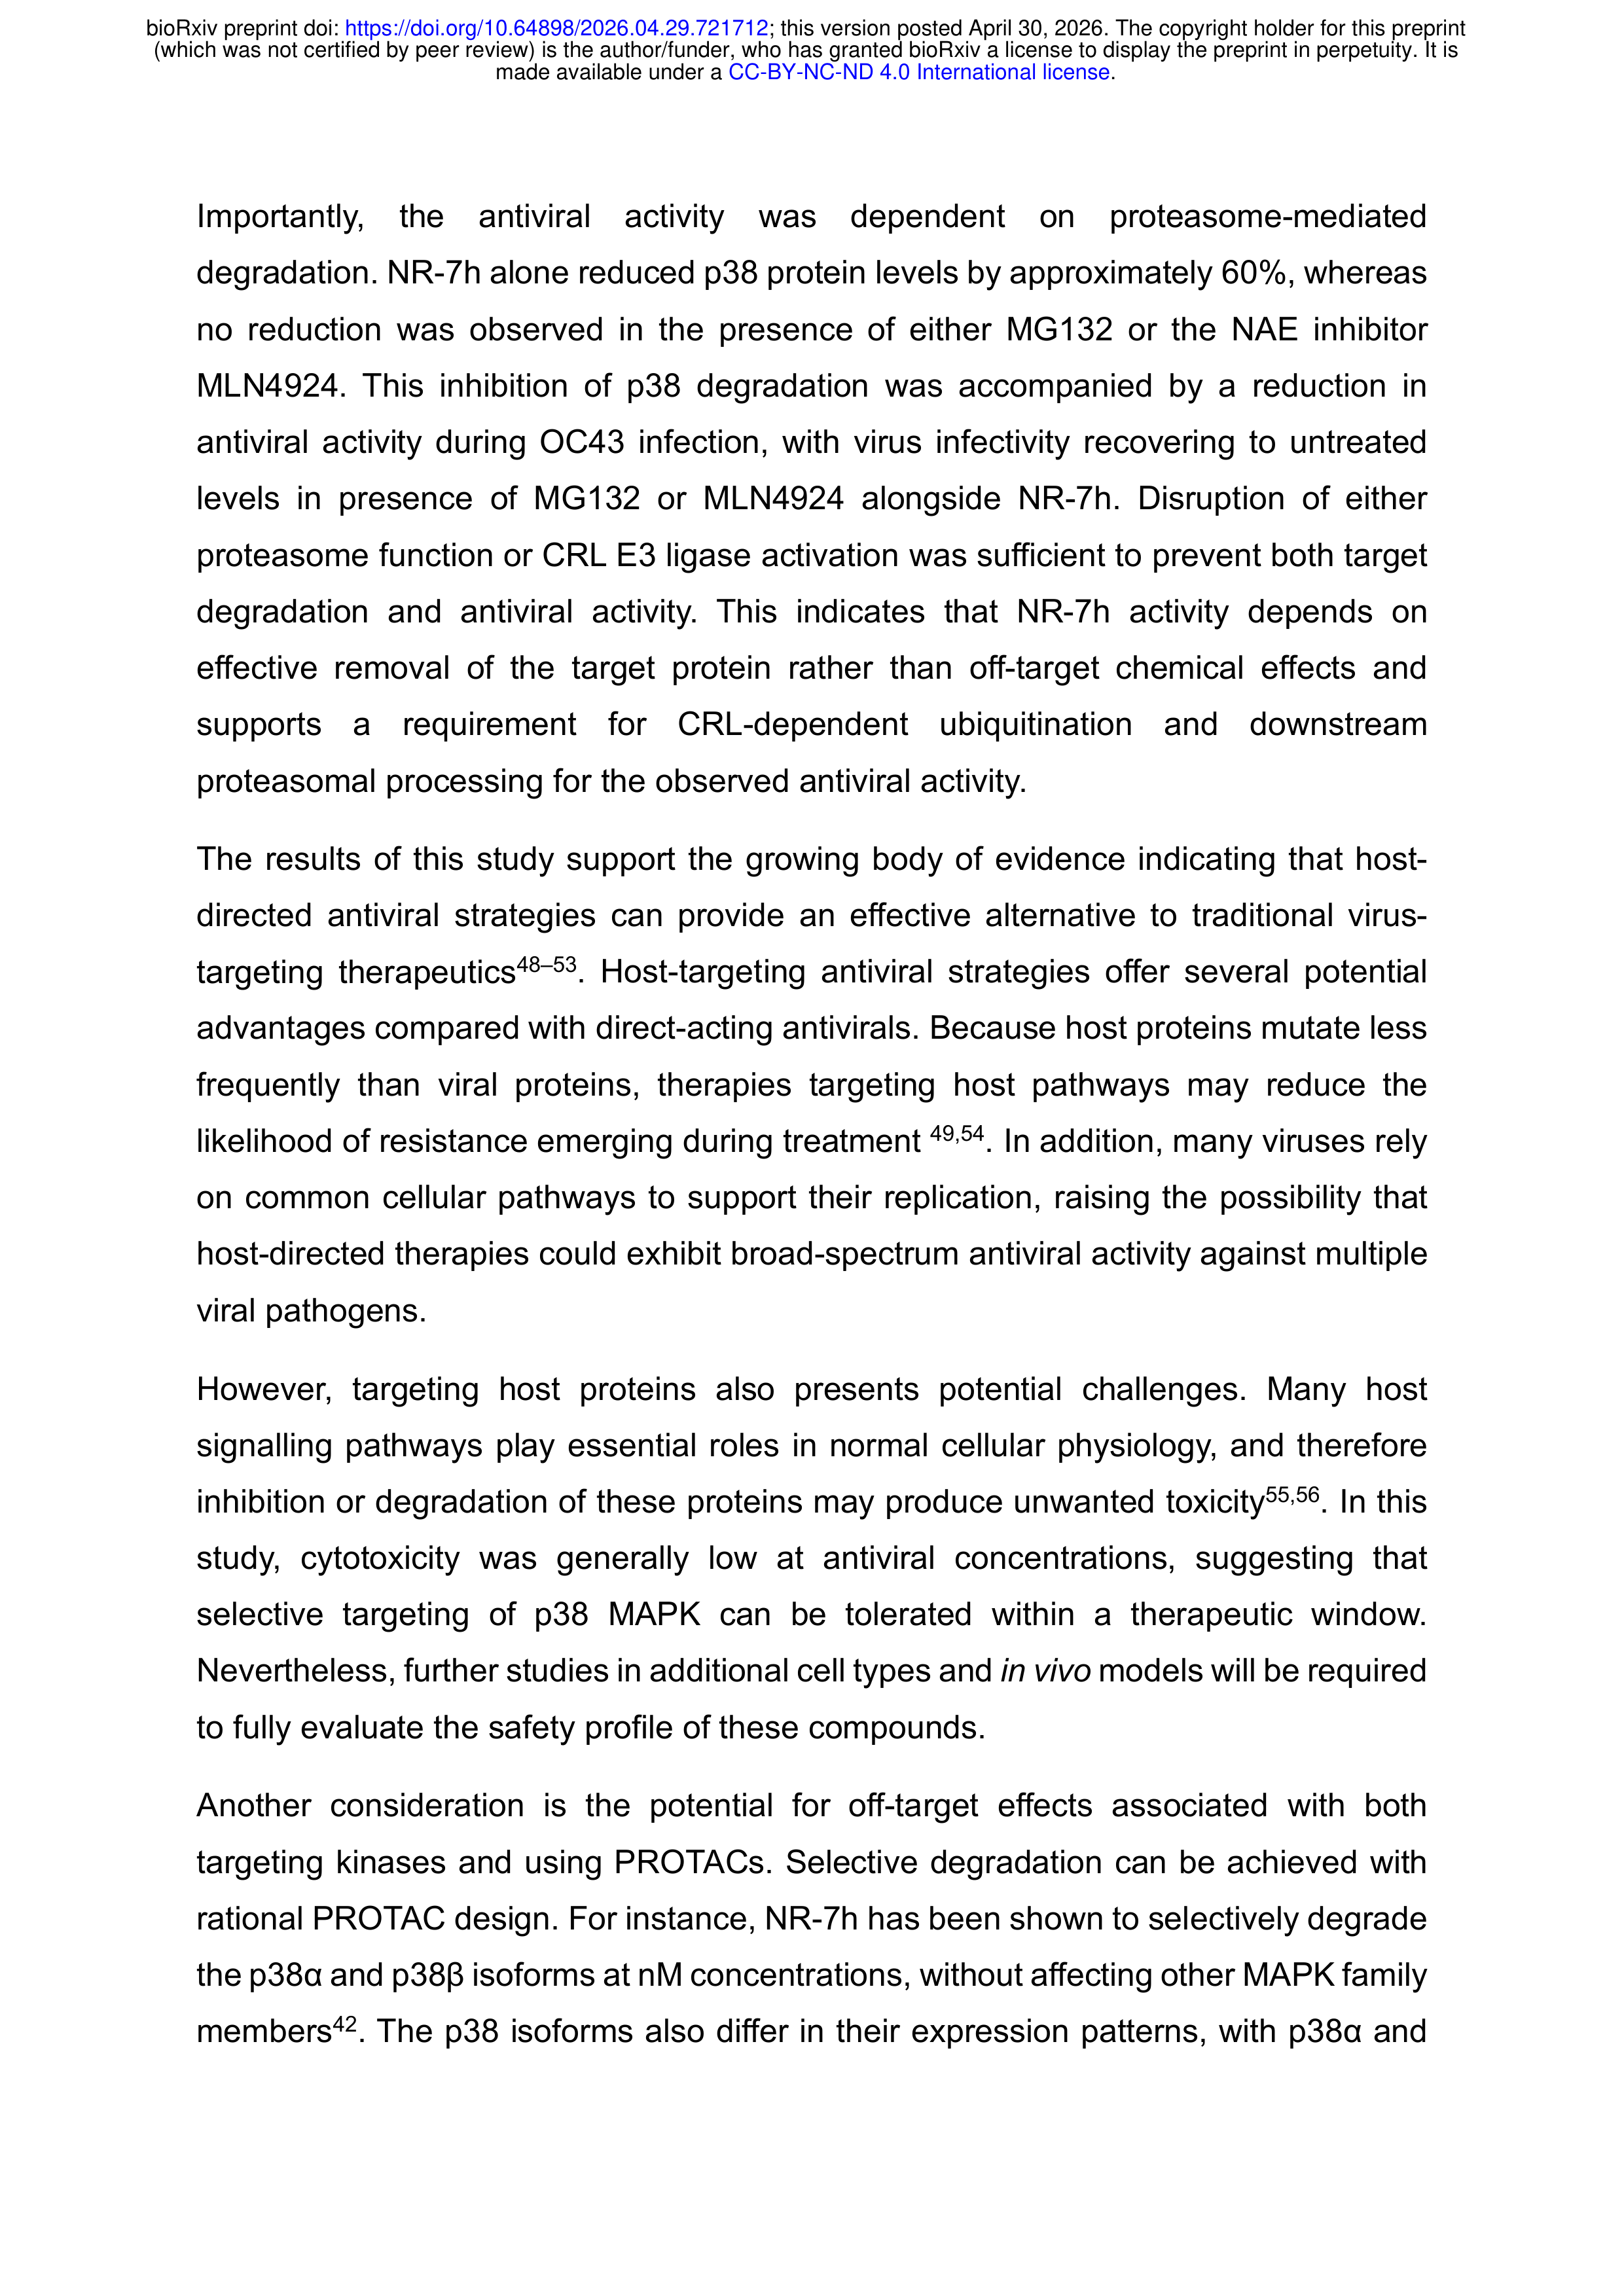 bioRxiv preprint doi: https://doi.org/10.64898/2026.04.29.721712; this version posted April 30, 2026. The copyright holder for this preprint
(which was not certified by peer review) is the author/funder, who has granted bioRxiv a license to display the preprint in perpetuity. It is
made available under a CC-BY-NC-ND 4.0 International license.
Importantly, the antiviral activity was dependent on proteasome-mediated
degradation. NR-7h alone reduced p38 protein levels by approximately 60%, whereas
no reduction was observed in the presence of either MG132 or the NAE inhibitor
MLN4924. This inhibition of p38 degradation was accompanied by a reduction in
antiviral activity during OC43 infection, with virus infectivity recovering to untreated
levels in presence of MG132 or MLN4924 alongside NR-7h. Disruption of either
proteasome function or CRL E3 ligase activation was sufficient to prevent both target
degradation and antiviral activity. This indicates that NR-7h activity depends on
effective removal of the target protein rather than off-target chemical effects and
supports a requirement for CRL-dependent ubiquitination and downstream
proteasomal processing for the observed antiviral activity.
The results of this study support the growing body of evidence indicating that host-
directed antiviral strategies can provide an effective alternative to traditional virus-
targeting therapeutics48–53. Host-targeting antiviral strategies offer several potential
advantages compared with direct-acting antivirals. Because host proteins mutate less
frequently than viral proteins, therapies targeting host pathways may reduce the
likelihood of resistance emerging during treatment 49,54. In addition, many viruses rely
on common cellular pathways to support their replication, raising the possibility that
host-directed therapies could exhibit broad-spectrum antiviral activity against multiple
viral pathogens.
However, targeting host proteins also presents potential challenges. Many host
signalling pathways play essential roles in normal cellular physiology, and therefore
inhibition or degradation of these proteins may produce unwanted toxicity55,56. In this
study, cytotoxicity was generally low at antiviral concentrations, suggesting that
selective targeting of p38 MAPK can be tolerated within a therapeutic window.
Nevertheless, further studies in additional cell types and in vivo models will be required
to fully evaluate the safety profile of these compounds.
Another consideration is the potential for off-target effects associated with both
targeting kinases and using PROTACs. Selective degradation can be achieved with
rational PROTAC design. For instance, NR-7h has been shown to selectively degrade
the p38α and p38β isoforms at nM concentrations, without affecting other MAPK family
members42. The p38 isoforms also differ in their expression patterns, with p38α and